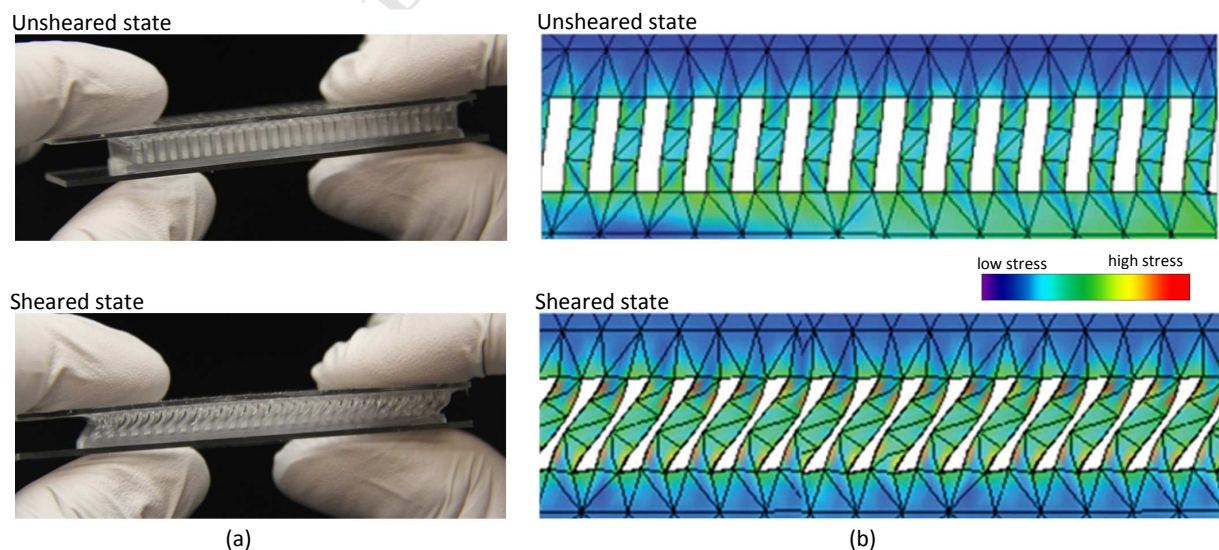 Unsheared state
Unsheared state
low stress
high stress
Sheared state
Sheared state
(a)
(b)